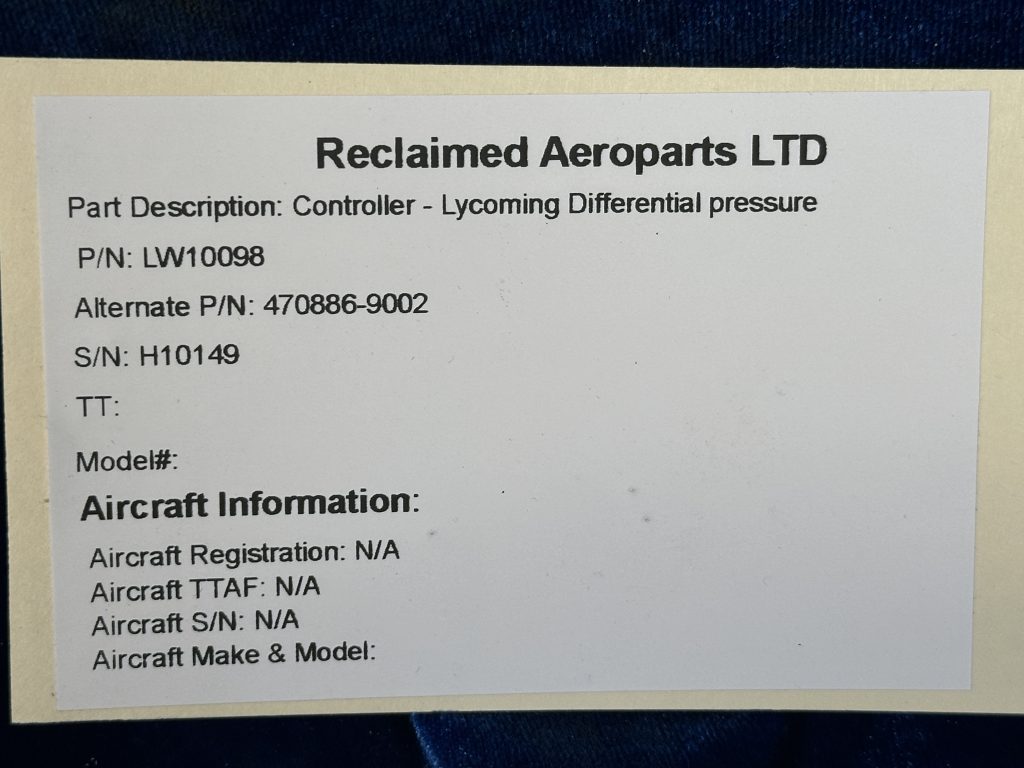 Reclaimed Aeroparts LTD
Part Description: Controller - Lycoming Differential pressure
P/N: LW10098
Alternate P/N: 470886-9002
S/N: H10149
TT:
Model#:
Aircraft Information:
Aircraft Registration: N/A
Aircraft TTAF: N/A
Aircraft S/N: N/A
Aircraft Make & Model: